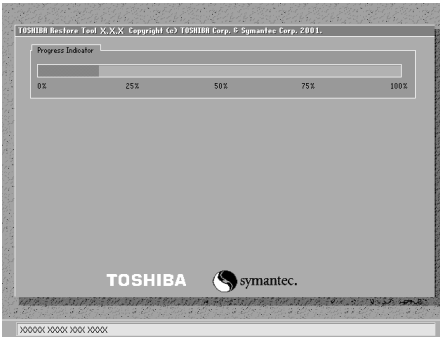 TOSHIBA Restore Tool X.X.X Copyright (c) TOSHIBA Corp. & Symantec Corp. 2001.
Progress Indicator
0% 25% 50% 75% 100%
TOSHIBA symantec.
XXXXX XXXX XXX XXXX